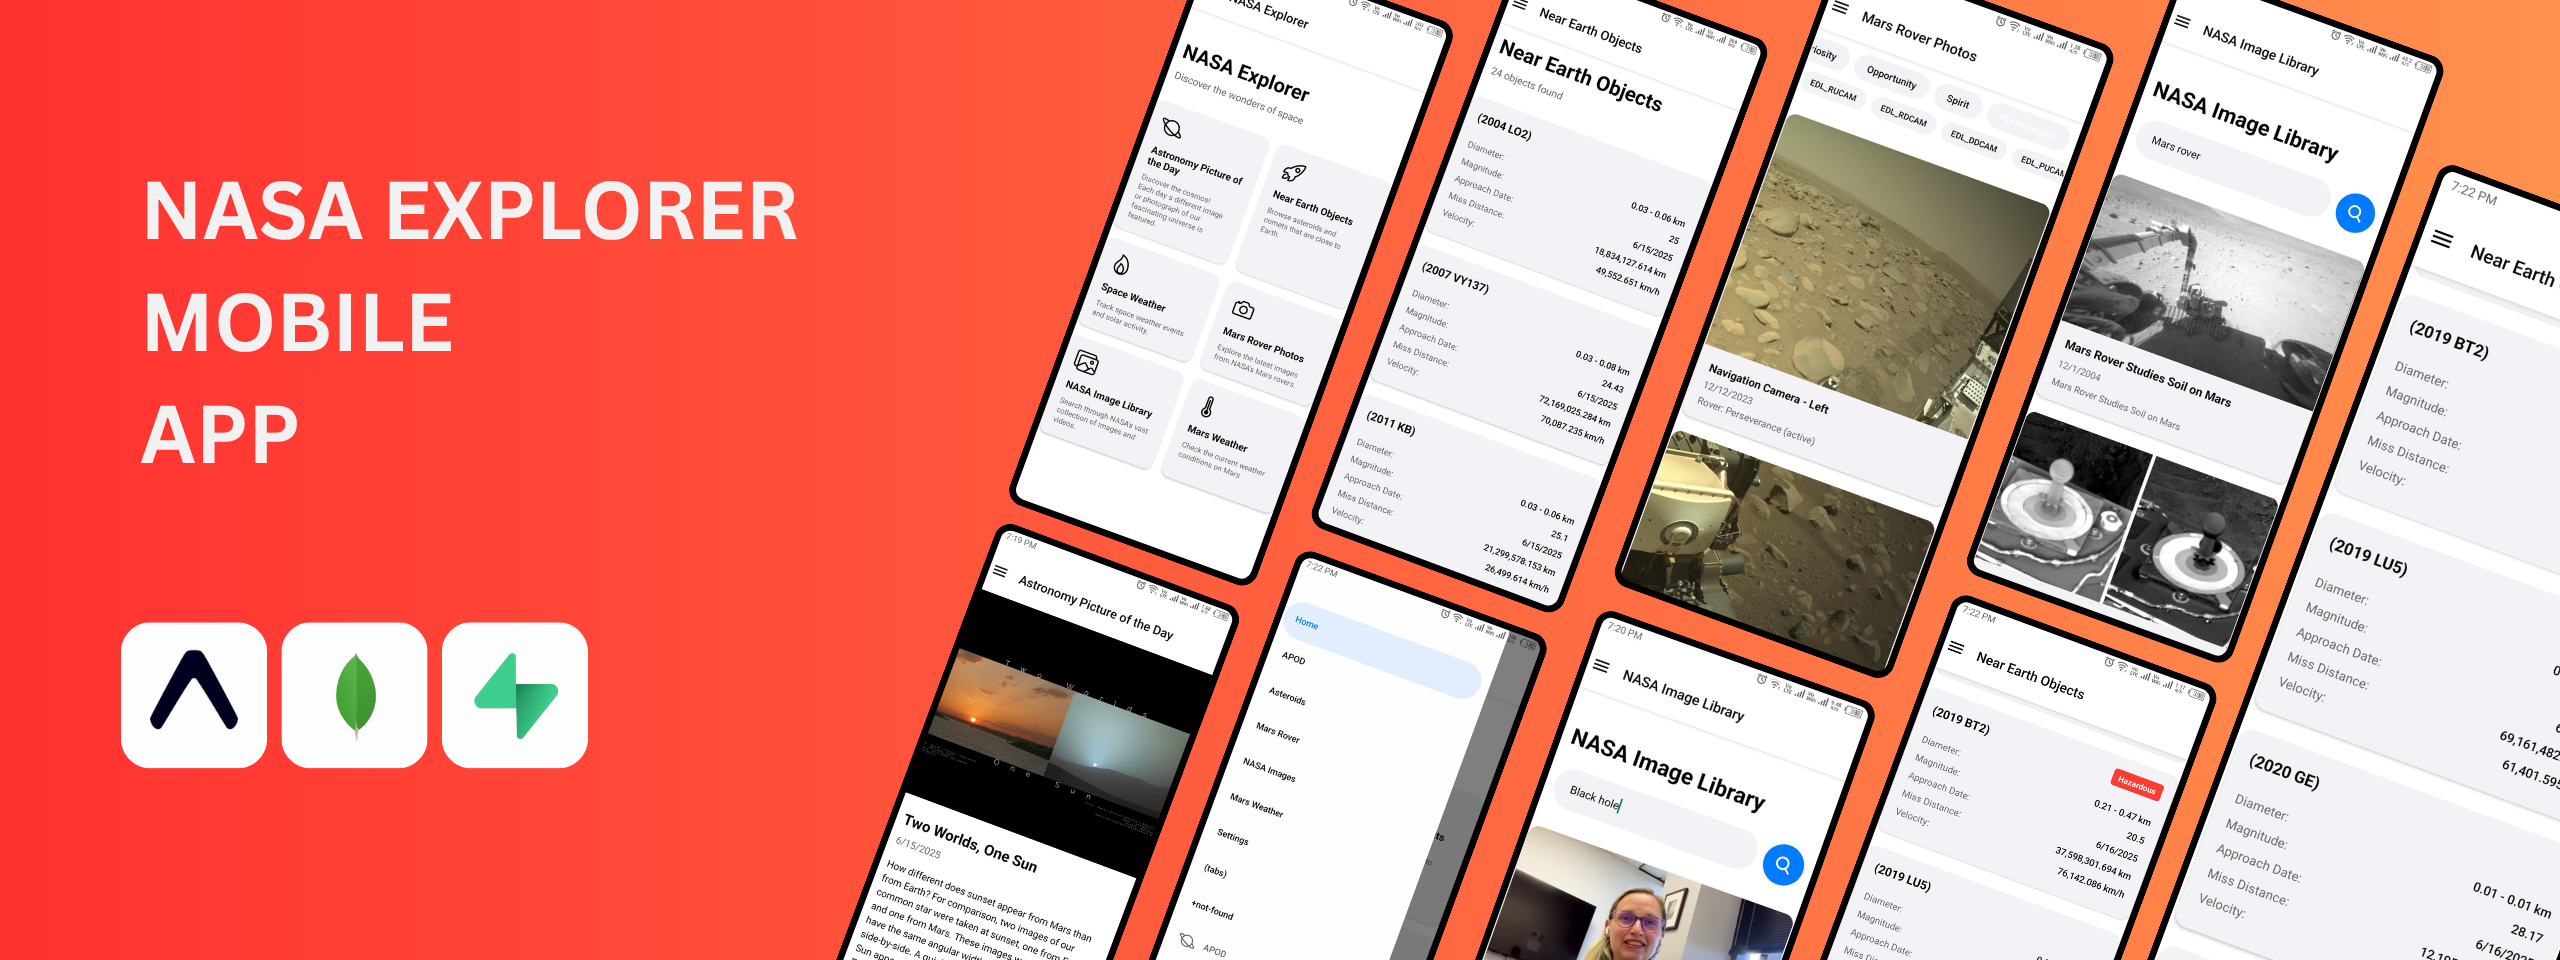 NASA EXPLORER
MOBILE
APP
NASA Explorer
NASA Explorer
Discover the wonders of space
Astronomy Picture of
the Day
Discover the cosmos!
Each day a different image
or photograph of our
fascinating universe is
featured.
Near Earth Objects
Browse asteroids and
comets that are close to
Earth.
Space Weather
Track space weather events
and solar activity.
Mars Rover Photos
Explore the latest images
from NASA's Mars rovers.
NASA Image Library
Search through NASA's vast
collection of images and
videos.
Mars Weather
Check the current weather
conditions on Mars.
Near Earth Objects
Near Earth Objects
24 objects found
(2004 LO2)
Diameter:
0.03 - 0.06 km
Magnitude:
25
Approach Date:
6/15/2025
Miss Distance:
18,834,127.614 km
Velocity:
49,552.651 km/h
(2007 VY137)
Diameter:
0.03 - 0.08 km
Magnitude:
24.43
Approach Date:
6/15/2025
Miss Distance:
72,169,025.284 km
Velocity:
70,087.235 km/h
(2011 KB)
Diameter:
0.03 - 0.06 km
Magnitude:
25.1
Approach Date:
6/15/2025
Miss Distance:
21,299,578.153 km
Velocity:
26,499.614 km/h
Mars Rover Photos
riosity
Opportunity
Spirit
Perseverance
EDL_RUCAM
EDL_RDCAM
EDL_DDCAM
EDL_PUCAM
Navigation Camera - Left
12/12/2023
Rover: Perseverance (active)
NASA Image Library
NASA Image Library
Mars rover
Mars Rover Studies Soil on Mars
12/1/2004
Mars Rover Studies Soil on Mars
7:22 PM
Near Earth
(2019 BT2)
Diameter:
Magnitude:
Approach Date:
Miss Distance:
Velocity:
(2019 LU5)
Diameter:
Magnitude:
Approach Date:
Miss Distance:
69,161,482
Velocity:
61,401.595
(2020 GE)
Diameter:
0.01 - 0.01 km
Magnitude:
28.17
Approach Date:
6/16/2025
Miss Distance:
Velocity:
7:19 PM
Astronomy Picture of the Day
Two Worlds
One Sun
Two Worlds, One Sun
6/15/2025
How different does sunset appear from Mars than
from Earth? For comparison, two images of our
common star were taken at sunset, one from
and one from Mars. These images
have the same angular
side-by-side. A
Sun
7:22 PM
Home
APOD
Asteroids
Mars Rover
NASA Images
Mars Weather
Settings
(tabs)
+not-found
APOD
7:20 PM
NASA Image Library
NASA Image Library
Black hole
7:22 PM
Near Earth Objects
(2019 BT2)
Hazardous
Diameter:
0.21 - 0.47 km
Magnitude:
20.5
Approach Date:
6/16/2025
Miss Distance:
37,598,301.694 km
Velocity:
76,142.086 km/h
(2019 LU5)
Diameter:
Magnitude:
Approach Date: